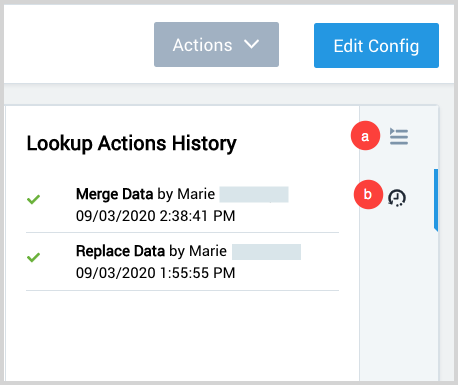 Actions
Edit Config
Lookup Actions History
a
b
Merge Data by Marie
09/03/2020 2:38:41 PM
Replace Data by Marie
09/03/2020 1:55:55 PM